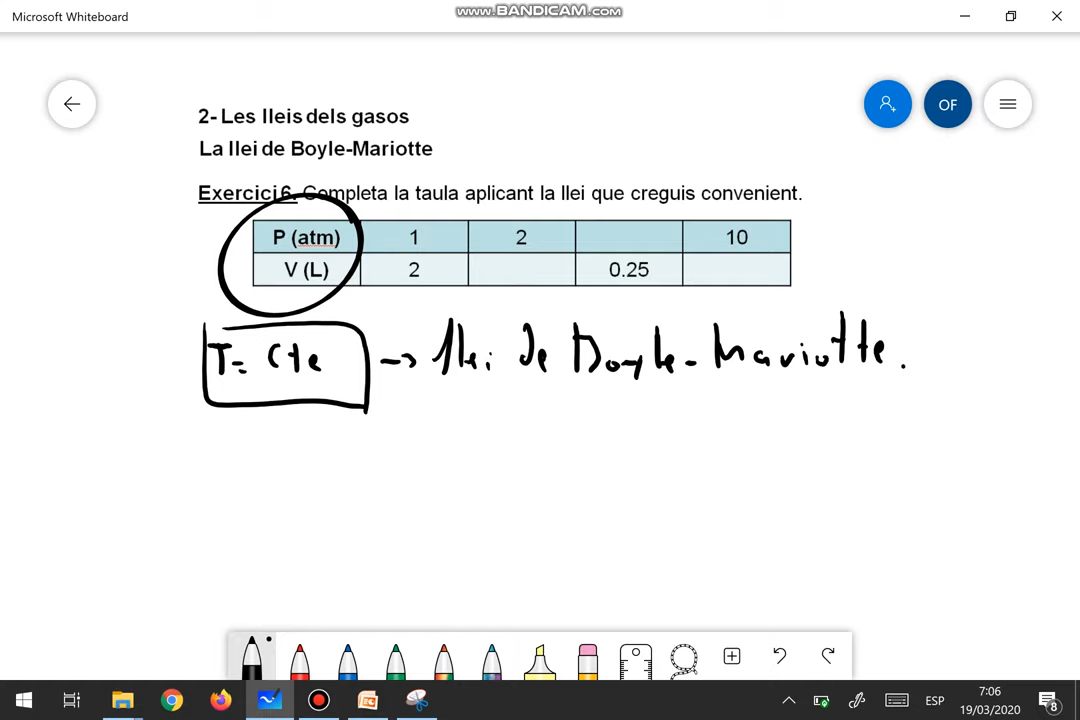 Microsoft Whiteboard
www.BANDICAM.com
OF
2- Les lleis dels gasos
La llei de Boyle-Mariotte
Exercici 6. Completa la taula aplicant la llei que creguis convenient.
P (atm) 1 2 10
V (L) 2 0.25
T= Cte → llei de Boyle-Mariotte.
ESP
7:06
19/03/2020
8